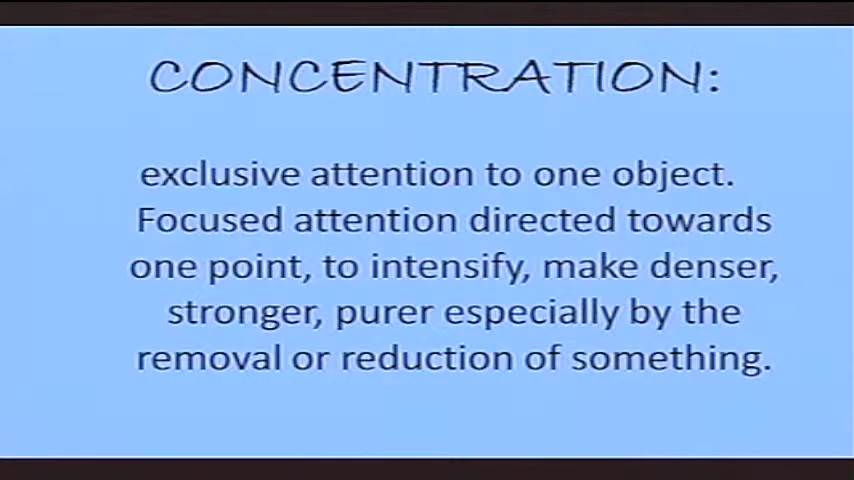 CONCENTRATION:
exclusive attention to one object.
Focused attention directed towards
one point, to intensify, make denser,
stronger, purer especially by the
removal or reduction of something.